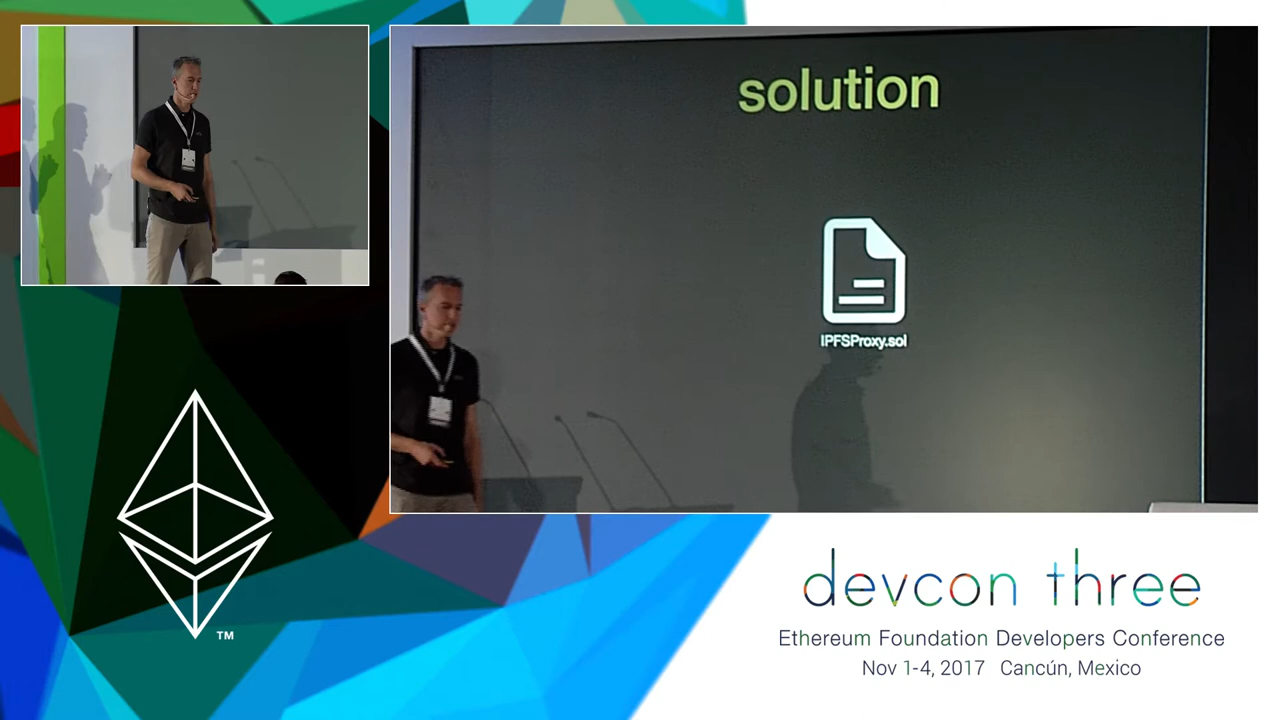 solution
IPFSProxy.sol
TM
devcon three
Ethereum Foundation Developers Conference
Nov 1-4, 2017 Cancún, Mexico